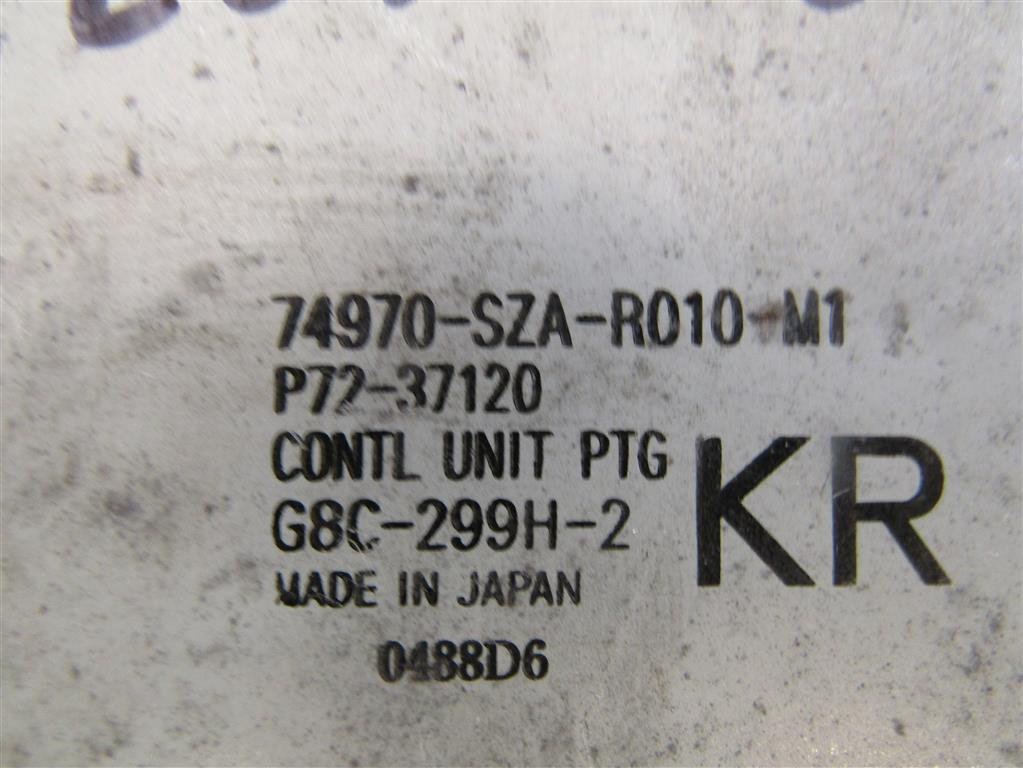 74970-SZA-R010-M1
P72-37120
CONTL UNIT PTG
G8C-299H-2
KR
MADE IN JAPAN
0488D6